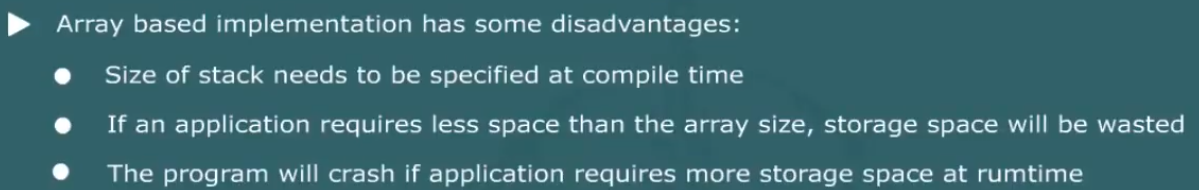 Array based implementation has some disadvantages:
Size of stack needs to be specified at compile time
If an application requires less space than the array size, storage space will be wasted
The program will crash if application requires more storage space at rumtime